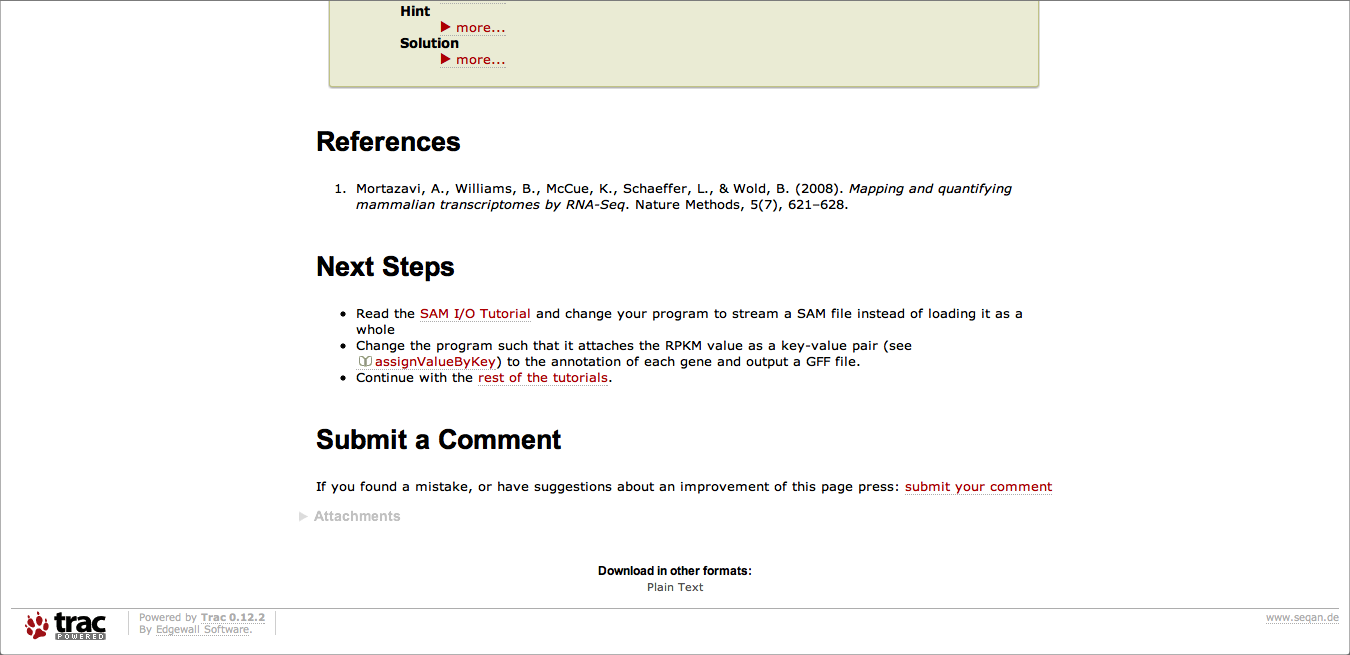 Hint
more...
Solution
more...
References
1. Mortazavi, A., Williams, B., McCue, K., Schaeffer, L., & Wold, B. (2008). Mapping and quantifying
mammalian transcriptomes by RNA-Seq. Nature Methods, 5(7), 621–628.
Next Steps
• Read the SAM I/O Tutorial and change your program to stream a SAM file instead of loading it as a
whole
• Change the program such that it attaches the RPKM value as a key-value pair (see
assignValueByKey) to the annotation of each gene and output a GFF file.
• Continue with the rest of the tutorials.
Submit a Comment
If you found a mistake, or have suggestions about an improvement of this page press: submit your comment
Attachments
Download in other formats:
Plain Text
trac
POWERED
Powered by Trac 0.12.2
By Edgewall Software.
www.seqan.de